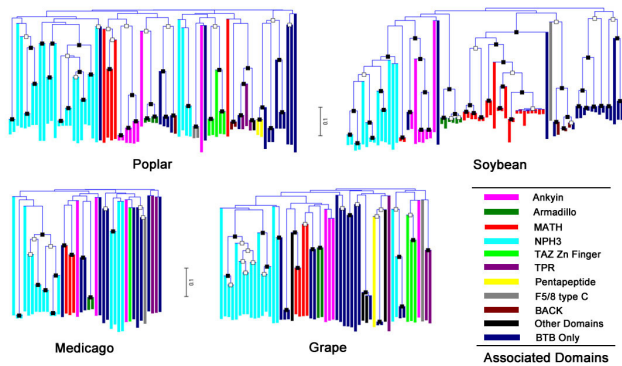 Poplar
0.1
Soybean
Medicago
0.1
Grape
Ankyin
Armadillo
MATH
NPH3
TAZ Zn Finger
TPR
Pentapeptide
F5/8 type C
BACK
Other Domains
BTB Only
Associated Domains